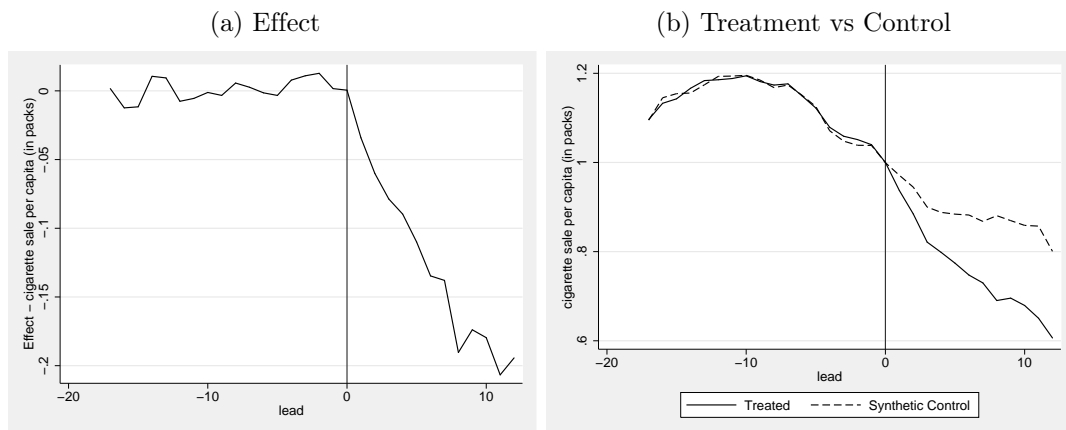 (a) Effect
Effect − cigarette sale per capita (in packs)
0
−.05
−.1
−.15
−.2
−20
−10
0
10
lead
(b) Treatment vs Control
cigarette sale per capita (in packs)
1.2
1
.8
.6
−20
−10
0
10
lead
Treated
Synthetic Control